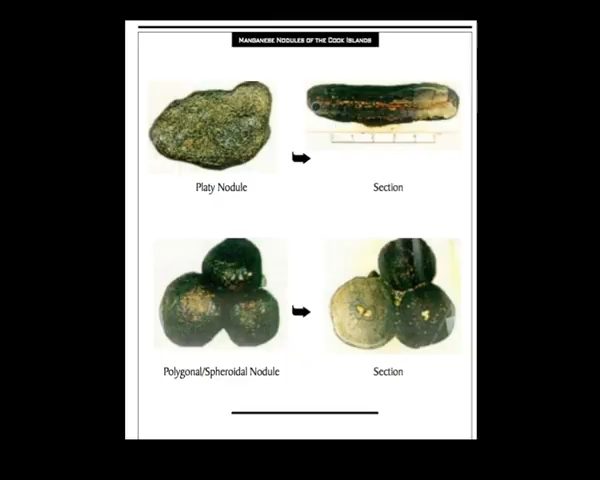 MANGANESE NODULES OF THE COOK ISLANDS
Platy Nodule
Section
Polygonal/Spheroidal Nodule
Section